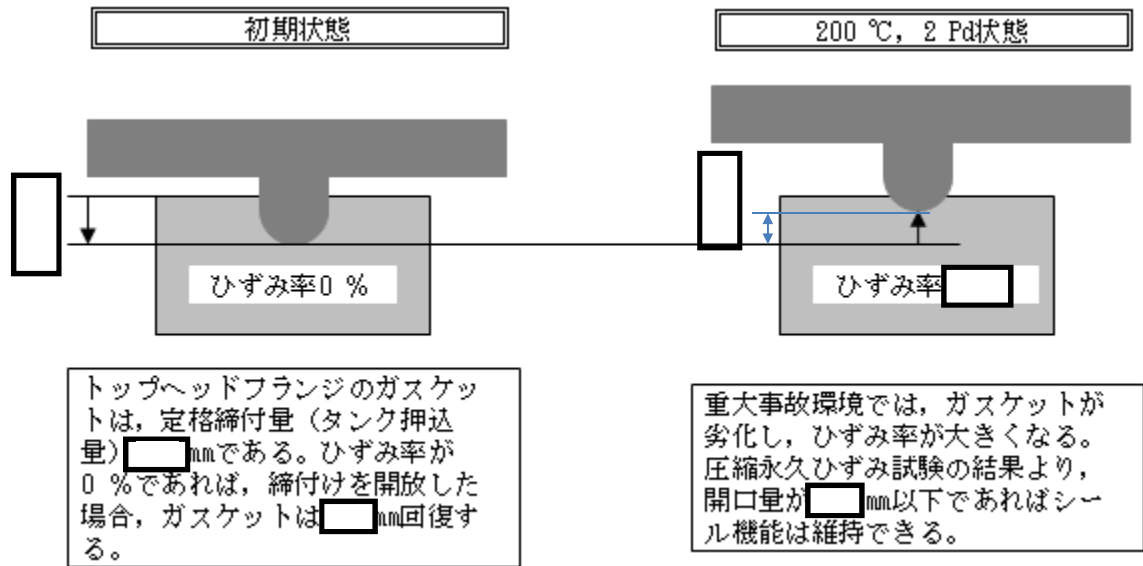 初期状態
200 ℃, 2 Pd状態
ひずみ率0 %
ひずみ率
トップヘッドフランジのガスケッ
トは，定格締付量（タンク押込
量） ㎜である。ひずみ率が
0 %であれば，締付けを開放した
場合，ガスケットは ㎜回復す
る。
重大事故環境では，ガスケットが
劣化し，ひずみ率が大きくなる。
圧縮永久ひずみ試験の結果より，
開口量が ㎜以下であればシー
ル機能は維持できる。